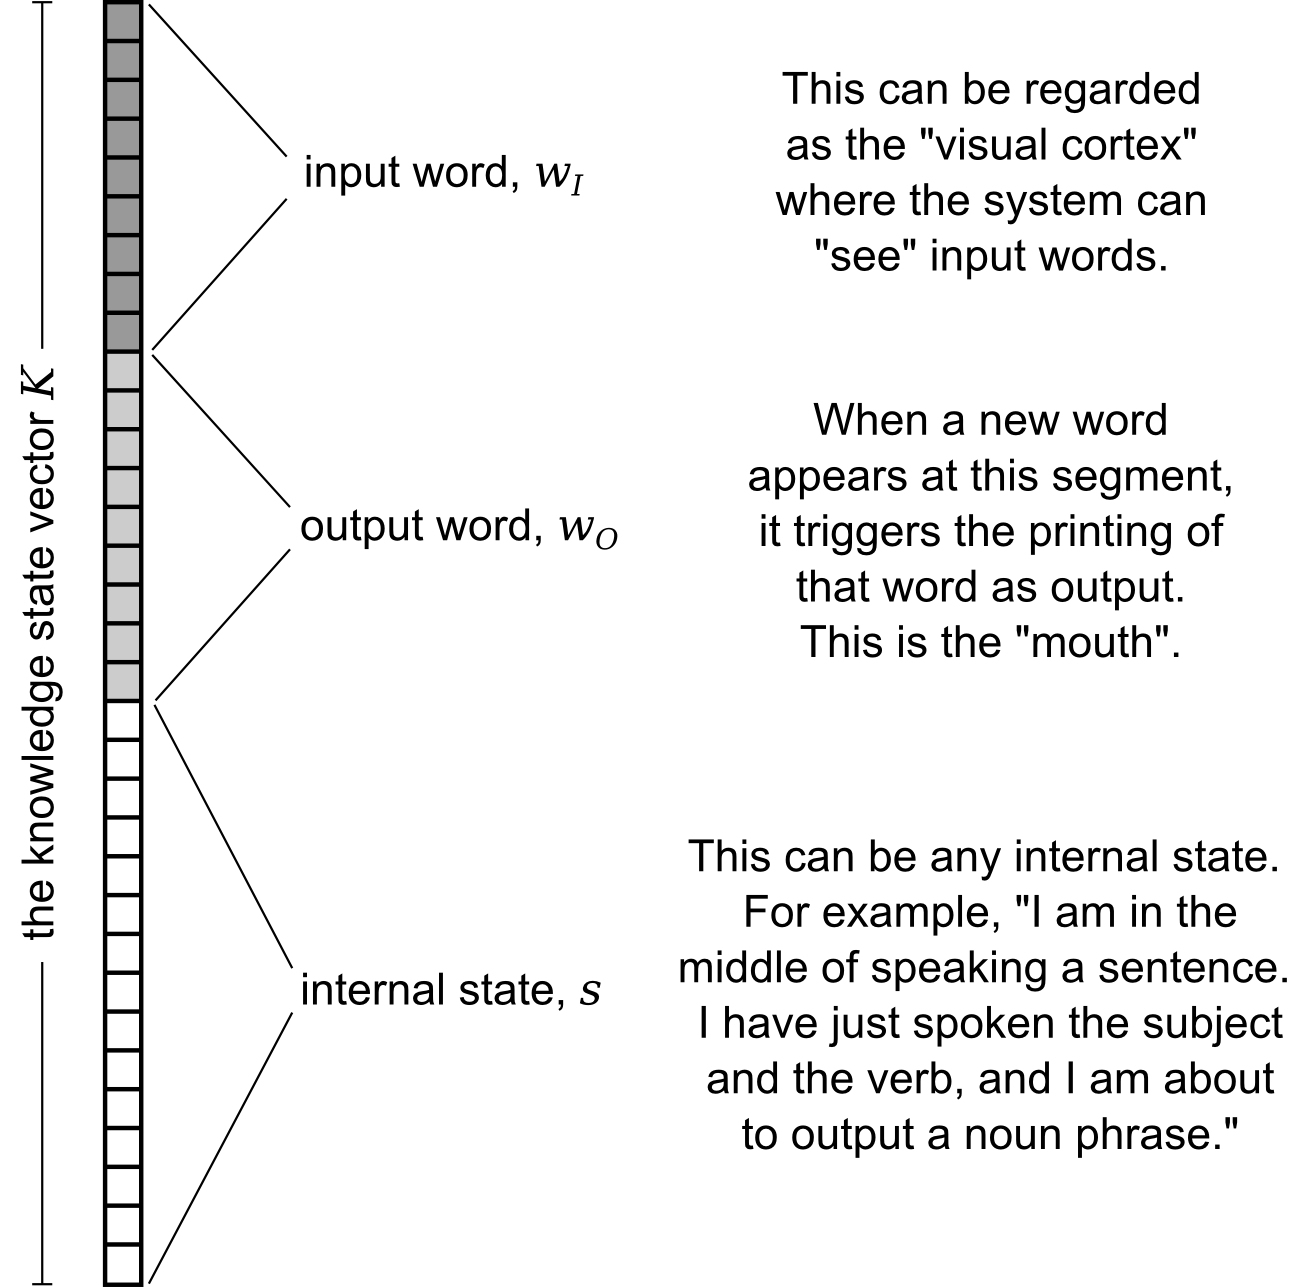 the knowledge state vector K
input word, w_I
This can be regarded
as the "visual cortex"
where the system can
"see" input words.
output word, w_O
When a new word
appears at this segment,
it triggers the printing of
that word as output.
This is the "mouth".
internal state, s
This can be any internal state.
For example, "I am in the
middle of speaking a sentence.
I have just spoken the subject
and the verb, and I am about
to output a noun phrase."